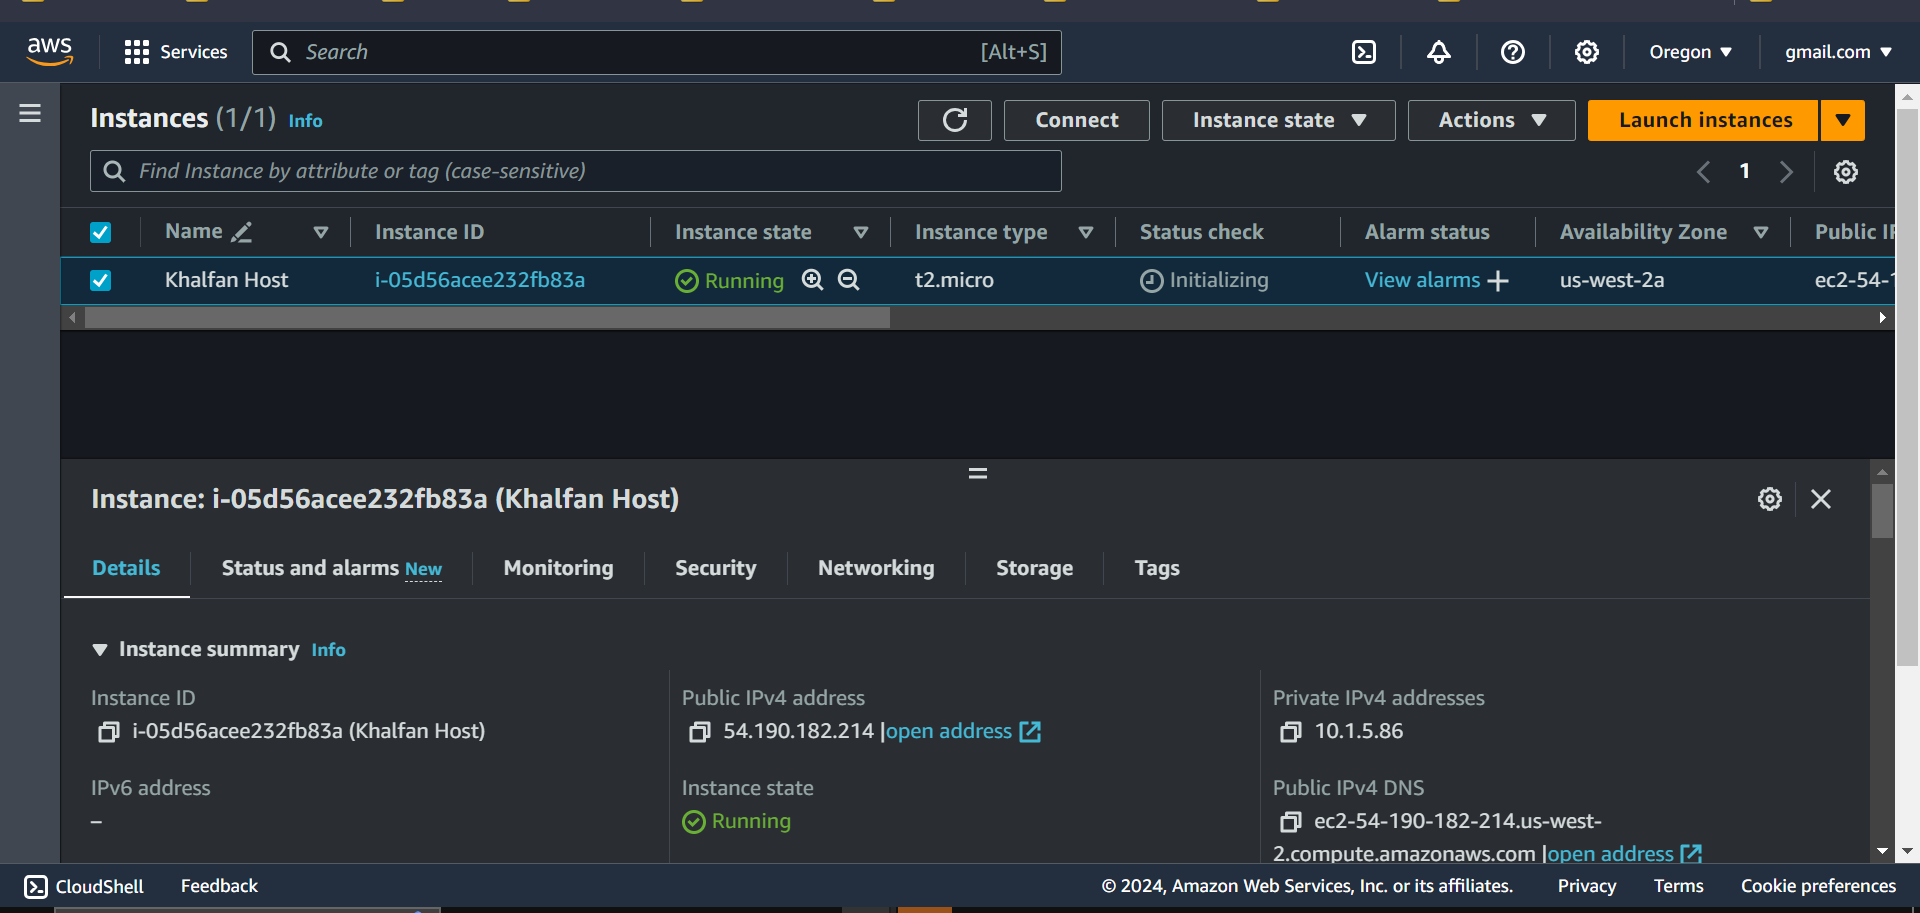 aws
Services
Search [Alt+S]
Oregon
gmail.com
Instances (1/1) Info
Connect
Instance state
Actions
Launch instances
Find Instance by attribute or tag (case-sensitive)
1
Name Instance ID Instance state Instance type Status check Alarm status Availability Zone Public IP
Khalfan Host i-05d56acee232fb83a Running t2.micro Initializing View alarms us-west-2a ec2-54-1
Instance: i-05d56acee232fb83a (Khalfan Host)
Details Status and alarms New Monitoring Security Networking Storage Tags
Instance summary Info
Instance ID
i-05d56acee232fb83a (Khalfan Host)
Public IPv4 address
54.190.182.214 |open address
Private IPv4 addresses
10.1.5.86
IPv6 address
–
Instance state
Running
Public IPv4 DNS
ec2-54-190-182-214.us-west-
2.compute.amazonaws.com |open address
CloudShell Feedback © 2024, Amazon Web Services, Inc. or its affiliates. Privacy Terms Cookie preferences